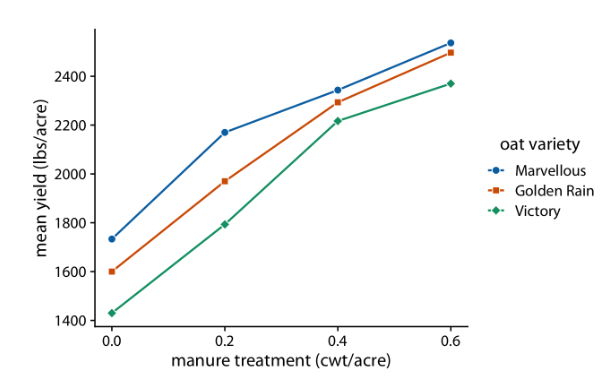 2400
2200
2000
1800
1600
1400
mean yield (lbs/acre)
0.0 0.2 0.4 0.6
manure treatment (cwt/acre)
oat variety
Marvellous
Golden Rain
Victory